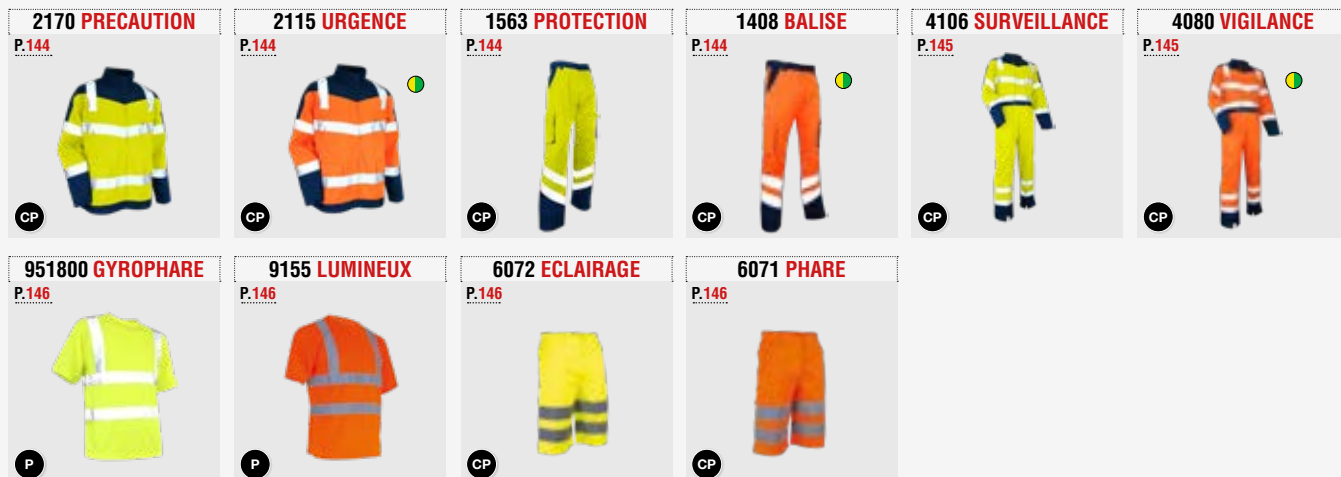 2170 PRECAUTION
P.144
CP
2115 URGENCE
P.144
CP
1563 PROTECTION
P.144
CP
1408 BALISE
P.144
CP
4106 SURVEILLANCE
P.145
CP
4080 VIGILANCE
P.145
CP
951800 GYROPHARE
P.146
P
9155 LUMINEUX
P.146
P
6072 ECLAIRAGE
P.146
CP
6071 PHARE
P.146
CP